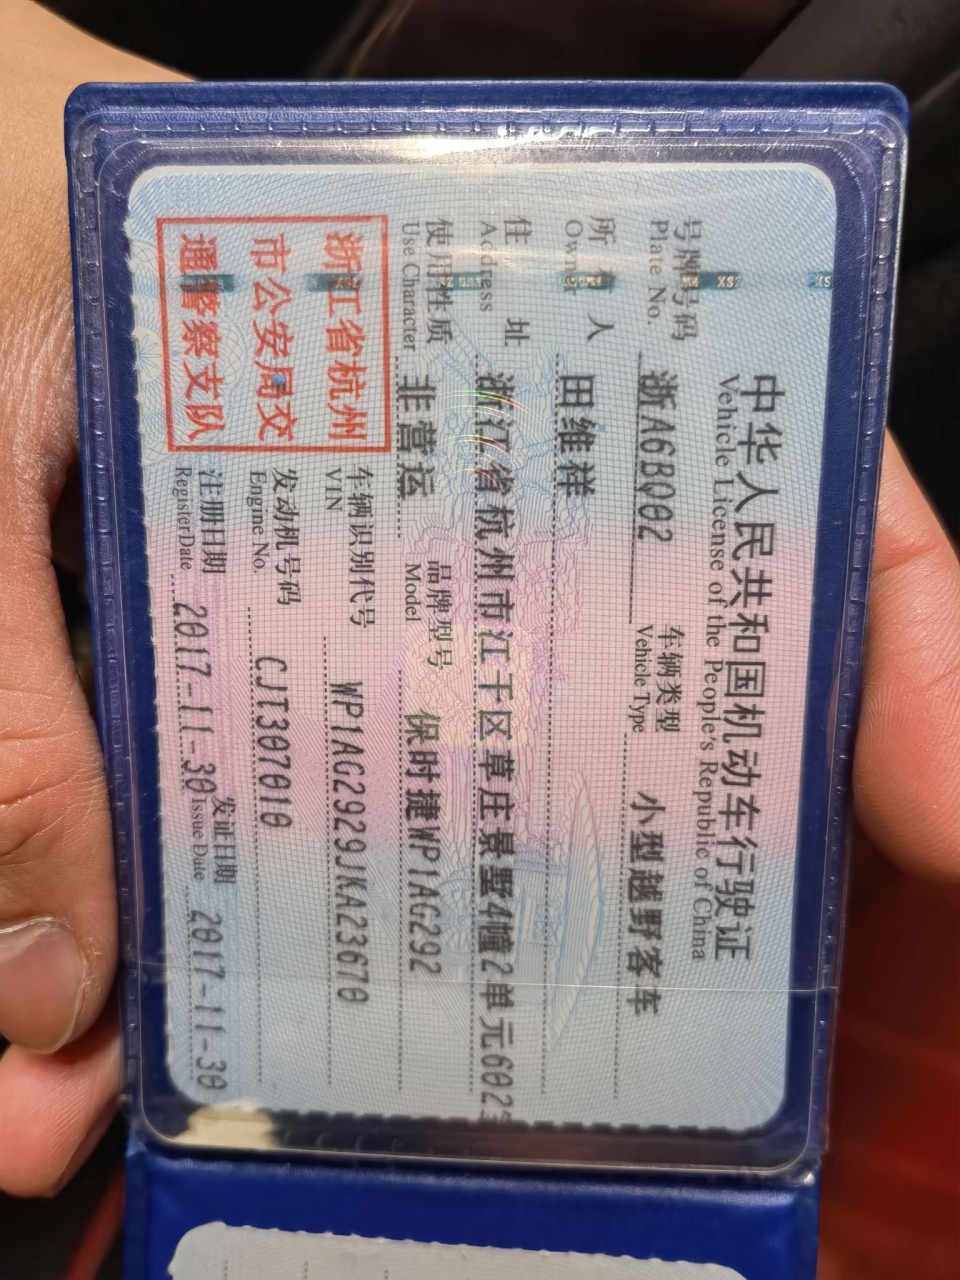 中华人民共和国机动车行驶证
Vehicle License of the People's Republic of China
号牌号码 浙A6BQ02 车辆类型 小型越野客车
Plate No. Vehicle Type
所有人 田维祥
Owner
住址 浙江省杭州市江干区草庄景墅4幢2单元602
Address
使用性质 非营运 品牌型号 保时捷WP1AG292
Use Character Model
浙江省杭州
市公安局交
通警察支队
车辆识别代号 WP1AG2929JKA23670
VIN
发动机号码 CJT307010
Engine No.
注册日期 2017-11-30 发证日期 2017-11-30
Register Date Issue Date